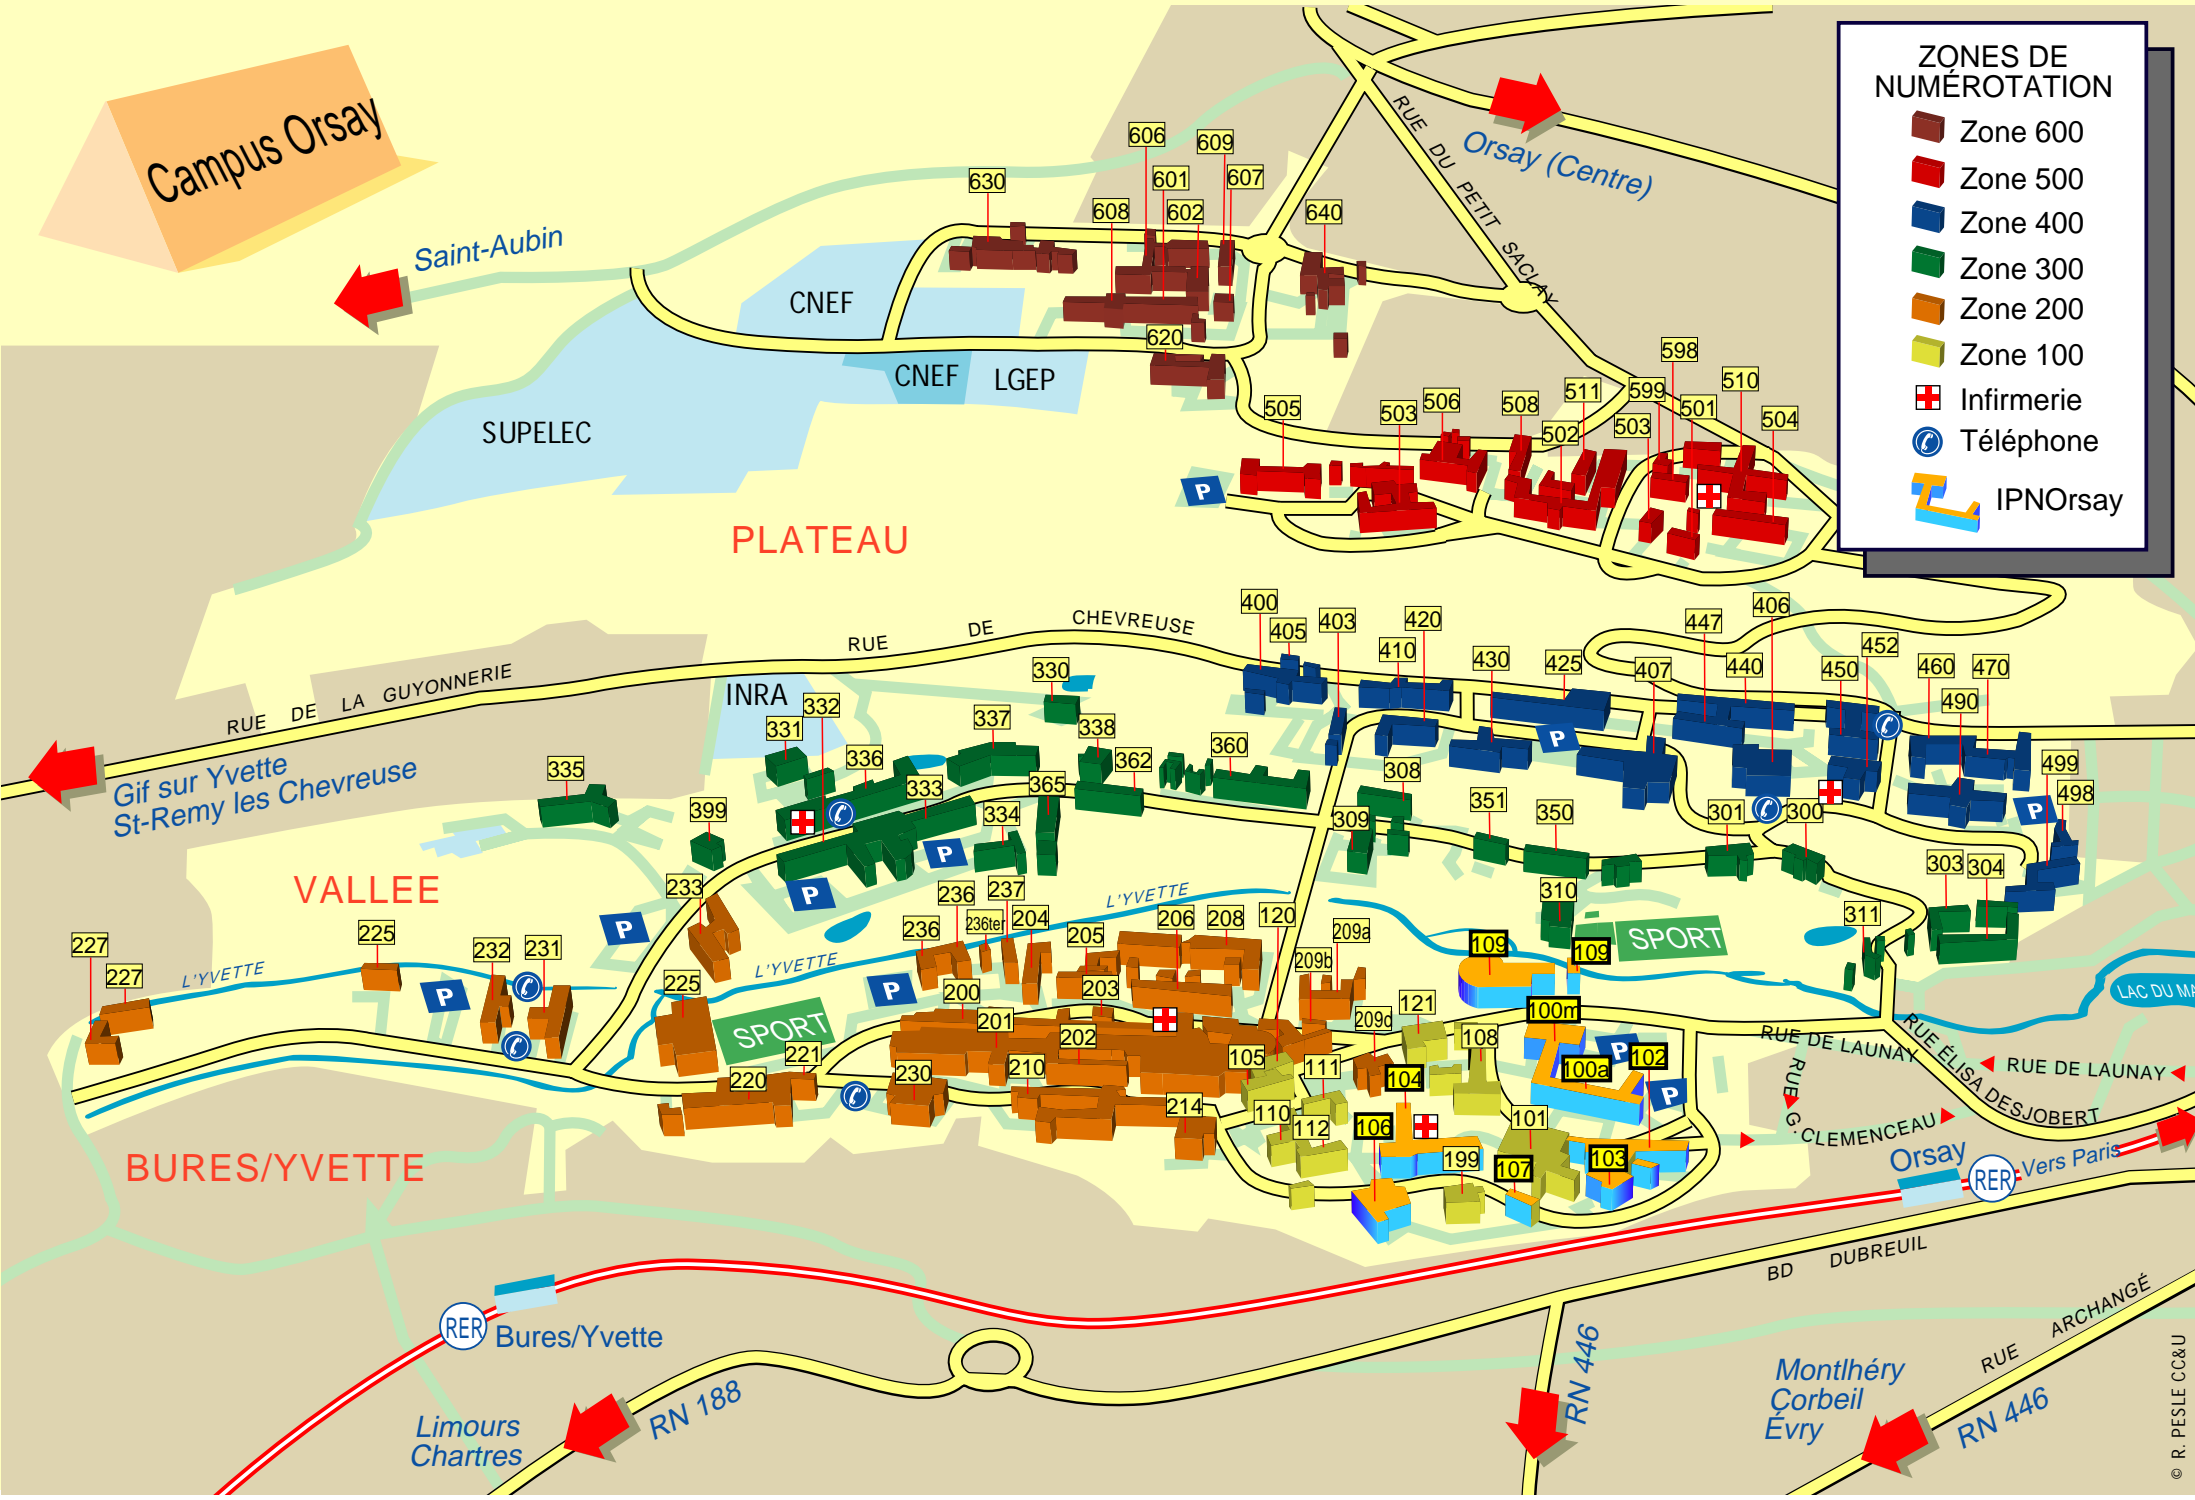 Campus Orsay
ZONES DE
NUMÉROTATION
Zone 600
Zone 500
Zone 400
Zone 300
Zone 200
Zone 100
Infirmerie
Téléphone
IPNOrsay
Orsay (Centre)
RUE DU PETIT SACLAY
Saint-Aubin
606
609
630
601
607
608
602
640
CNEF
620
CNEF
LGEP
SUPELEC
598
599
510
511
505
503
506
508
501
502
503
504
P
PLATEAU
RUE DE CHEVREUSE
RUE DE LA GUYONNERIE
400
405
403
420
447
406
410
430
425
407
440
450
452
460
470
490
P
499
498
P
INRA
330
331
332
337
338
336
362
360
335
333
365
308
399
334
309
351
350
301
300
P
P
Gif sur Yvette
St-Remy les Chevreuse
VALLEE
303
304
310
311
233
236
237
236
236ter
204
205
206
208
120
209a
209b
L'YVETTE
P
SPORT
109
109
227
227
225
232
231
L'YVETTE
P
225
L'YVETTE
P
200
203
201
202
SPORT
121
209d
100m
108
LAC DU MA
RUE DE LAUNAY
RUE ÉLISA DESJOBERT
RUE DE LAUNAY
RUE G. CLEMENCEAU
221
220
230
210
214
105
111
104
100a
P
102
P
110
112
106
101
199
107
103
BURES/YVETTE
Orsay
RER
Vers Paris
BD DUBREUIL
RER
Bures/Yvette
RUE ARCHANGÉ
Limours
Chartres
RN 188
RN 446
Montlhéry
Corbeil
Évry
RN 446
© R. PESLE CC&U